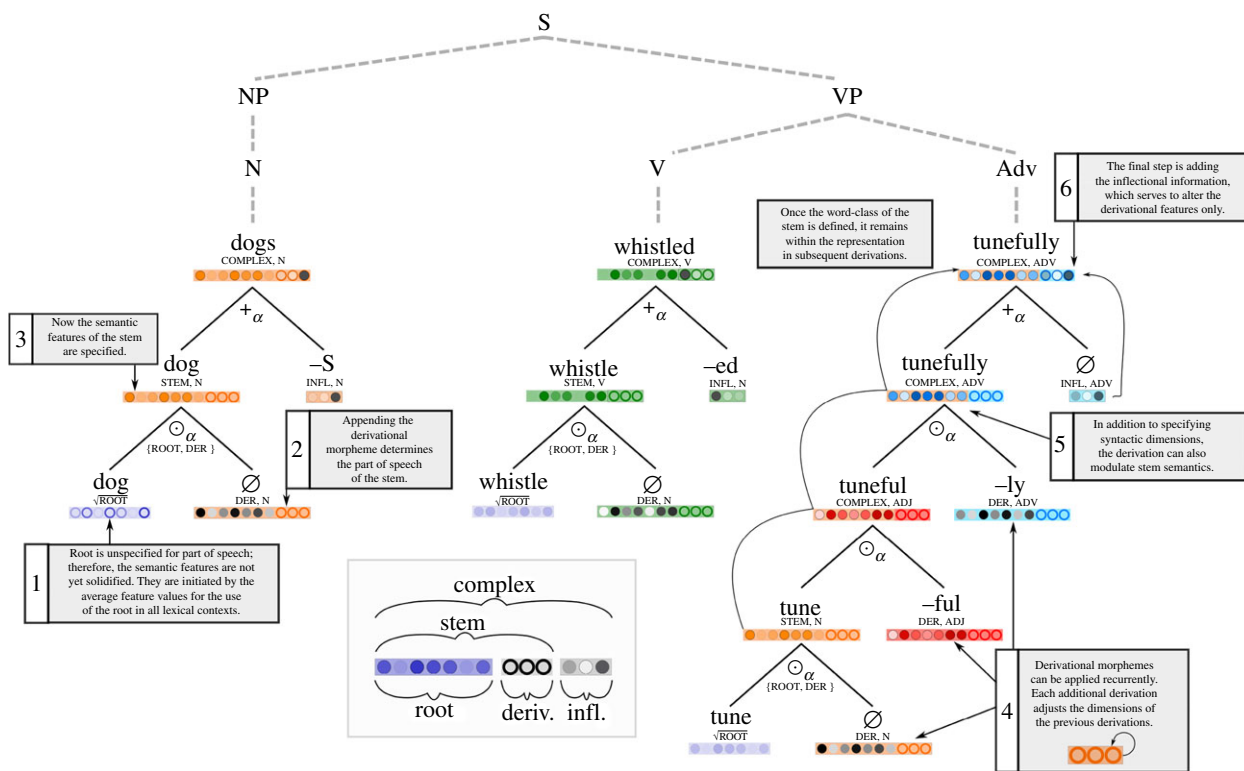 S
NP
VP
N
V
Adv
6
The final step is adding
the inflectional information,
which serves to alter the
derivational features only.
Once the word-class of the
stem is defined, it remains
within the representation
in subsequent derivations.
dogs
COMPLEX, N
whistled
COMPLEX, V
tunefully
COMPLEX, ADV
+α
+α
+α
3
Now the semantic
features of the stem
are specified.
dog
STEM, N
–S
INFL, N
whistle
STEM, V
–ed
INFL, N
tunefully
COMPLEX, ADV
∅
INFL, ADV
⊙α
{ROOT, DER }
2
Appending the
derivational
morpheme determines
the part of speech
of the stem.
⊙α
{ROOT, DER }
⊙α
5
In addition to specifying
syntactic dimensions,
the derivation can also
modulate stem semantics.
dog
√ROOT
∅
DER, N
whistle
√ROOT
∅
DER, N
tuneful
COMPLEX, ADJ
–ly
DER, ADV
1
Root is unspecified for part of speech;
therefore, the semantic features are not
yet solidified. They are initiated by the
average feature values for the use
of the root in all lexical contexts.
⊙α
complex
stem
root
deriv.
infl.
tune
STEM, N
–ful
DER, ADJ
⊙α
{ROOT, DER }
4
Derivational morphemes
can be applied recurrently.
Each additional derivation
adjusts the dimensions of
the previous derivations.
tune
√ROOT
∅
DER, N